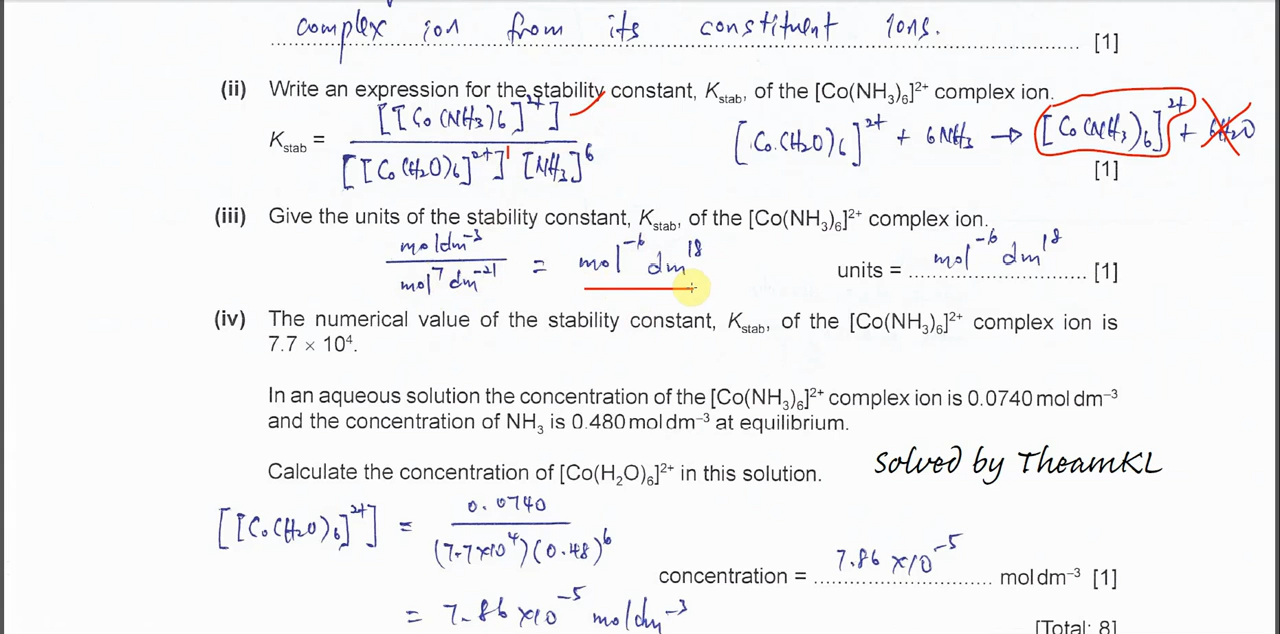 complex ion from its constituent ions.
[1]
(ii) Write an expression for the stability constant, Kstab, of the [Co(NH3)6]2+ complex ion.
Kstab = [[Co(NH3)6]2+] / [[Co(H2O)6]2+]1 [NH3]6
[Co(H2O)6]2+ + 6NH3 → [Co(NH3)6]2+ + 6H2O
[1]
(iii) Give the units of the stability constant, Kstab, of the [Co(NH3)6]2+ complex ion.
moldm-3 / mol7 dm-21 = mol-6 dm18
units = mol-6 dm18 [1]
(iv) The numerical value of the stability constant, Kstab, of the [Co(NH3)6]2+ complex ion is
7.7 × 10⁴.
In an aqueous solution the concentration of the [Co(NH3)6]2+ complex ion is 0.0740 mol dm–3
and the concentration of NH3 is 0.480 mol dm–3 at equilibrium.
Calculate the concentration of [Co(H2O)6]2+ in this solution.
Solved by TheamKL
[[Co(H2O)6]2+] = 0.0740 / (7.7×10⁴)(0.48)6
concentration = 7.86 ×10-5 mol dm–3 [1]
= 7.86 ×10-5 moldm-3
[Total: 8]